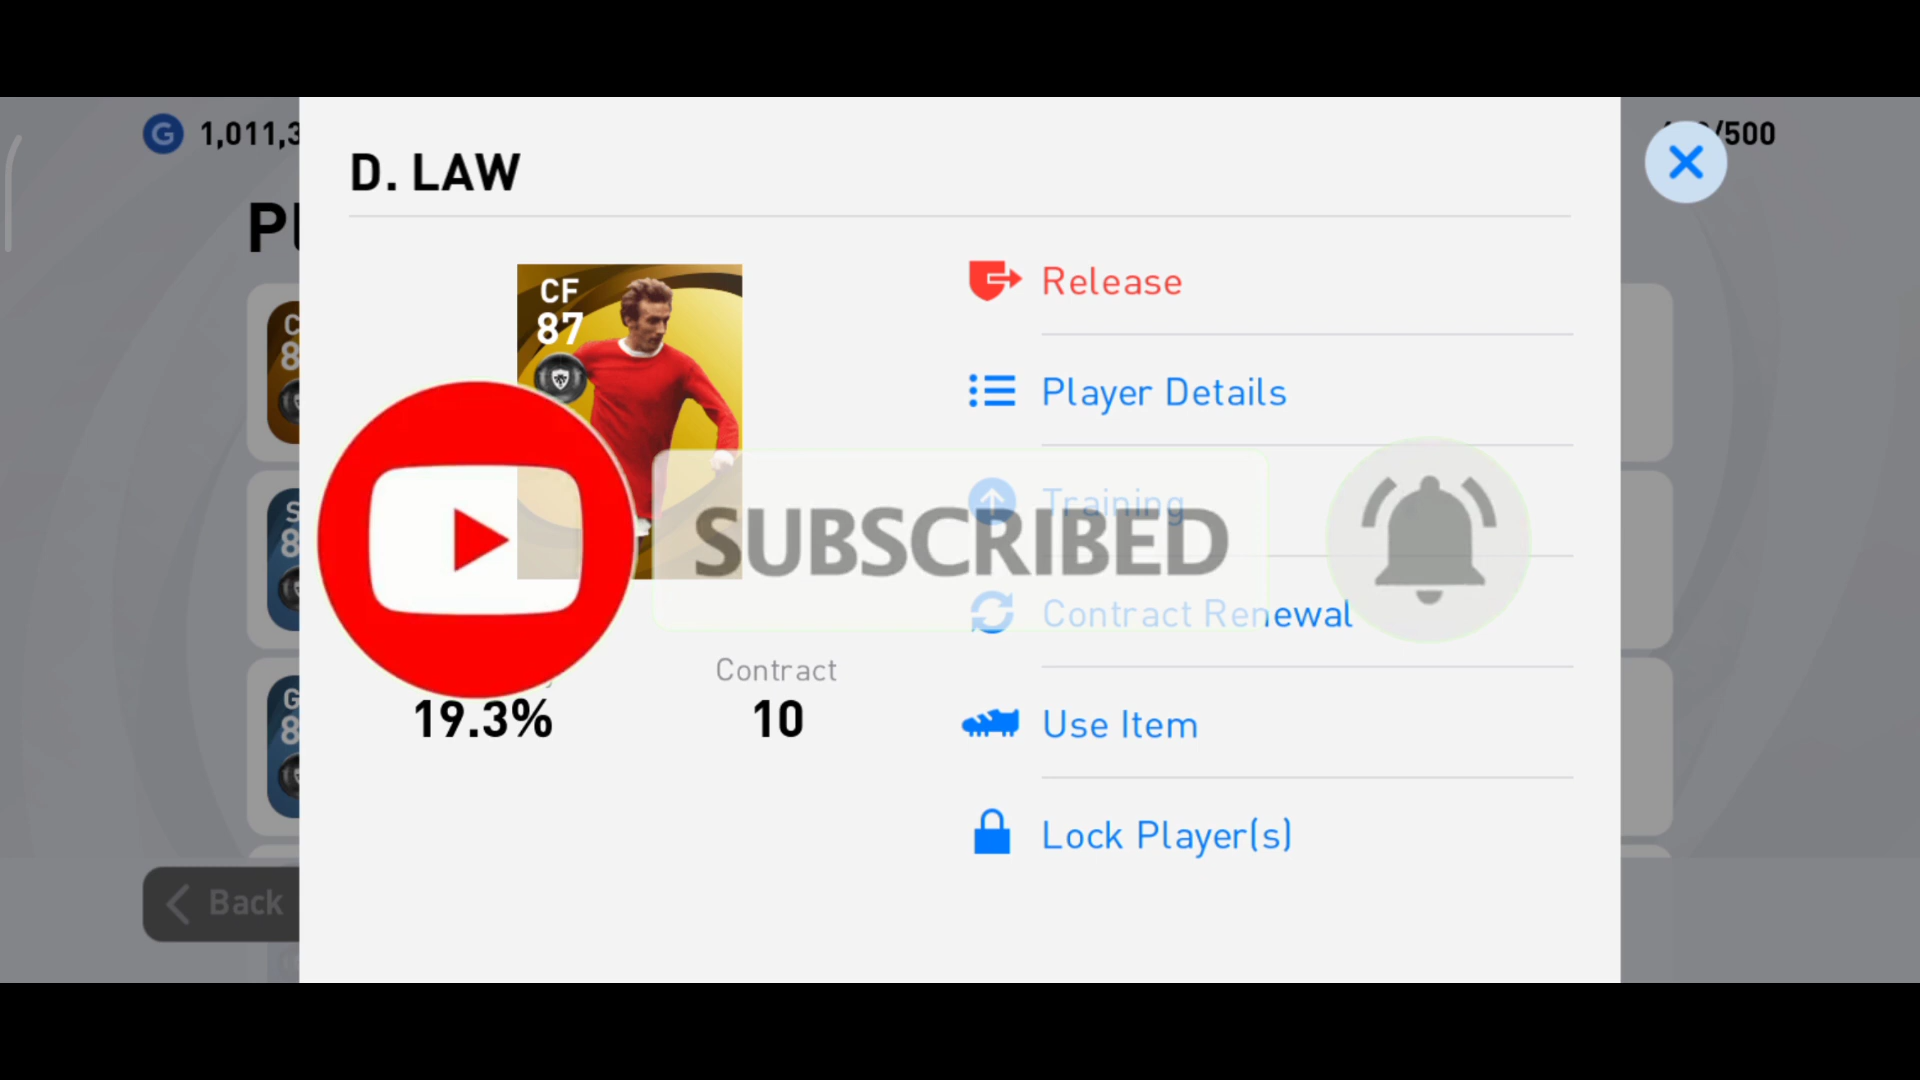 1,011,3
/500
D. LAW
Pl
CF
87
Release
Player Details
Training
SUBSCRIBED
Contract Renewal
Contract
19.3%
10
Use Item
Lock Player(s)
Back